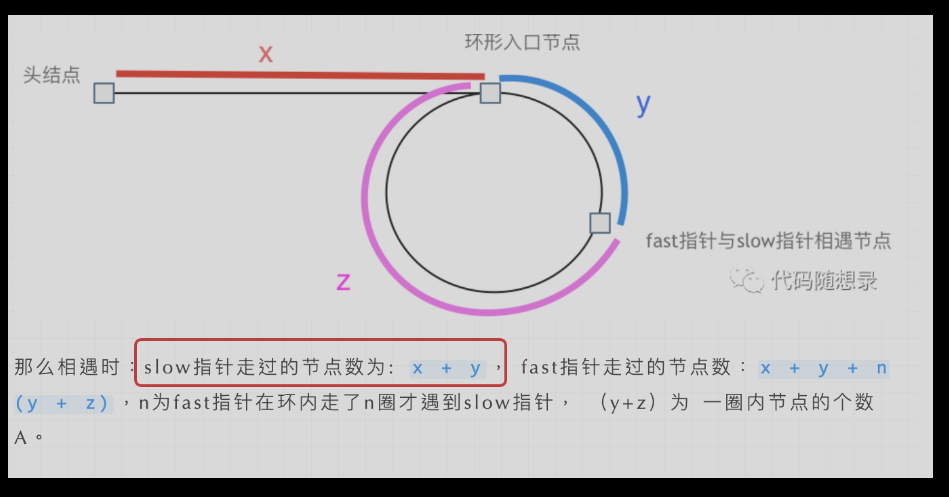 x
环形入口节点
头结点
y
fast指针与slow指针相遇节点
z
代码随想录
那么相遇时：slow指针走过的节点数为: x + y ， fast指针走过的节点数：x + y + n
(y + z) ，n为fast指针在环内走了n圈才遇到slow指针， （y+z）为 一圈内节点的个数
A。